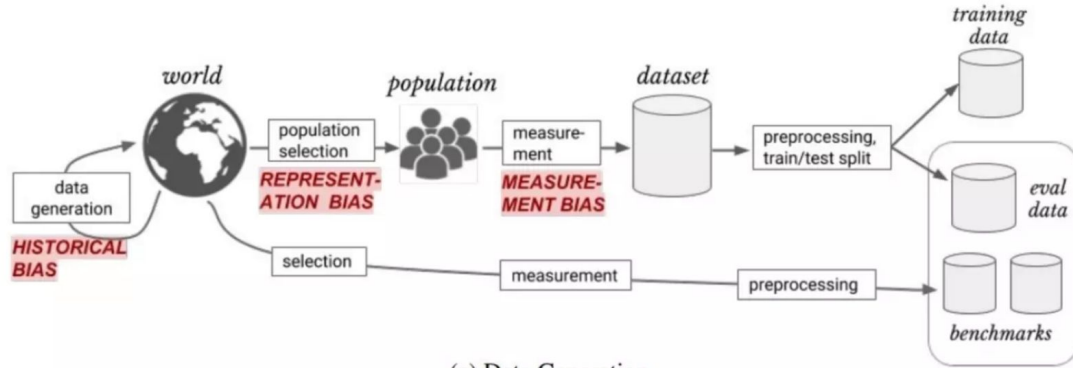 training
data
world
population
dataset
population
selection
measure-
ment
preprocessing,
train/test split
REPRESENT-
ATION BIAS
MEASURE-
MENT BIAS
data
generation
eval
data
HISTORICAL
BIAS
selection
measurement
preprocessing
benchmarks